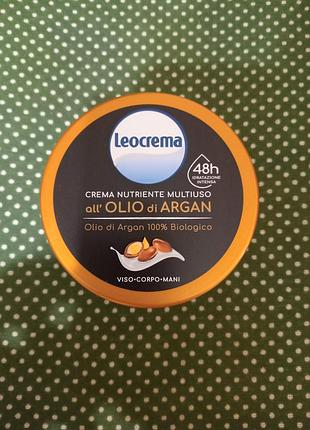 Leocrema
48h
IDRATAZIONE
INTENSA
CREMA NUTRIENTE MULTIUSO
all' OLIO di ARGAN
Olio di Argan 100% Biologico
VISO•CORPO•MANI